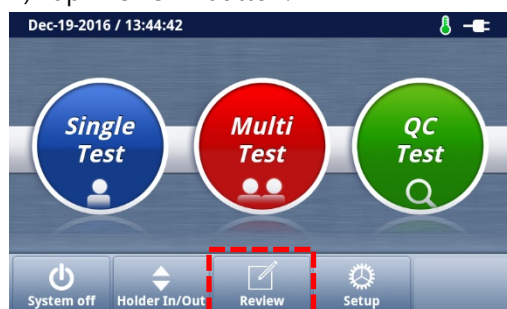 Dec-19-2016 / 13:44:42
Single
Test
Multi
Test
QC
Test
System off
Holder In/Out
Review
Setup